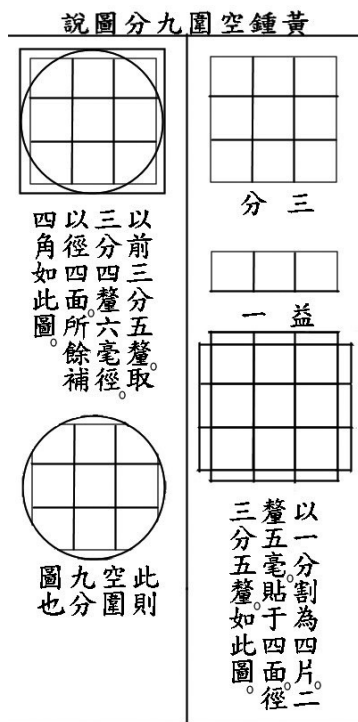 黃鍾空圍九分圖說
三分
益一
以一分割為四片。二
釐五毫。貼于四面。徑
三分五釐。如此圖。
以前三分五釐。取
三分四釐六毫徑。
以徑四面。所餘補
四角如此圖。
此則
空圍
九分
圖也